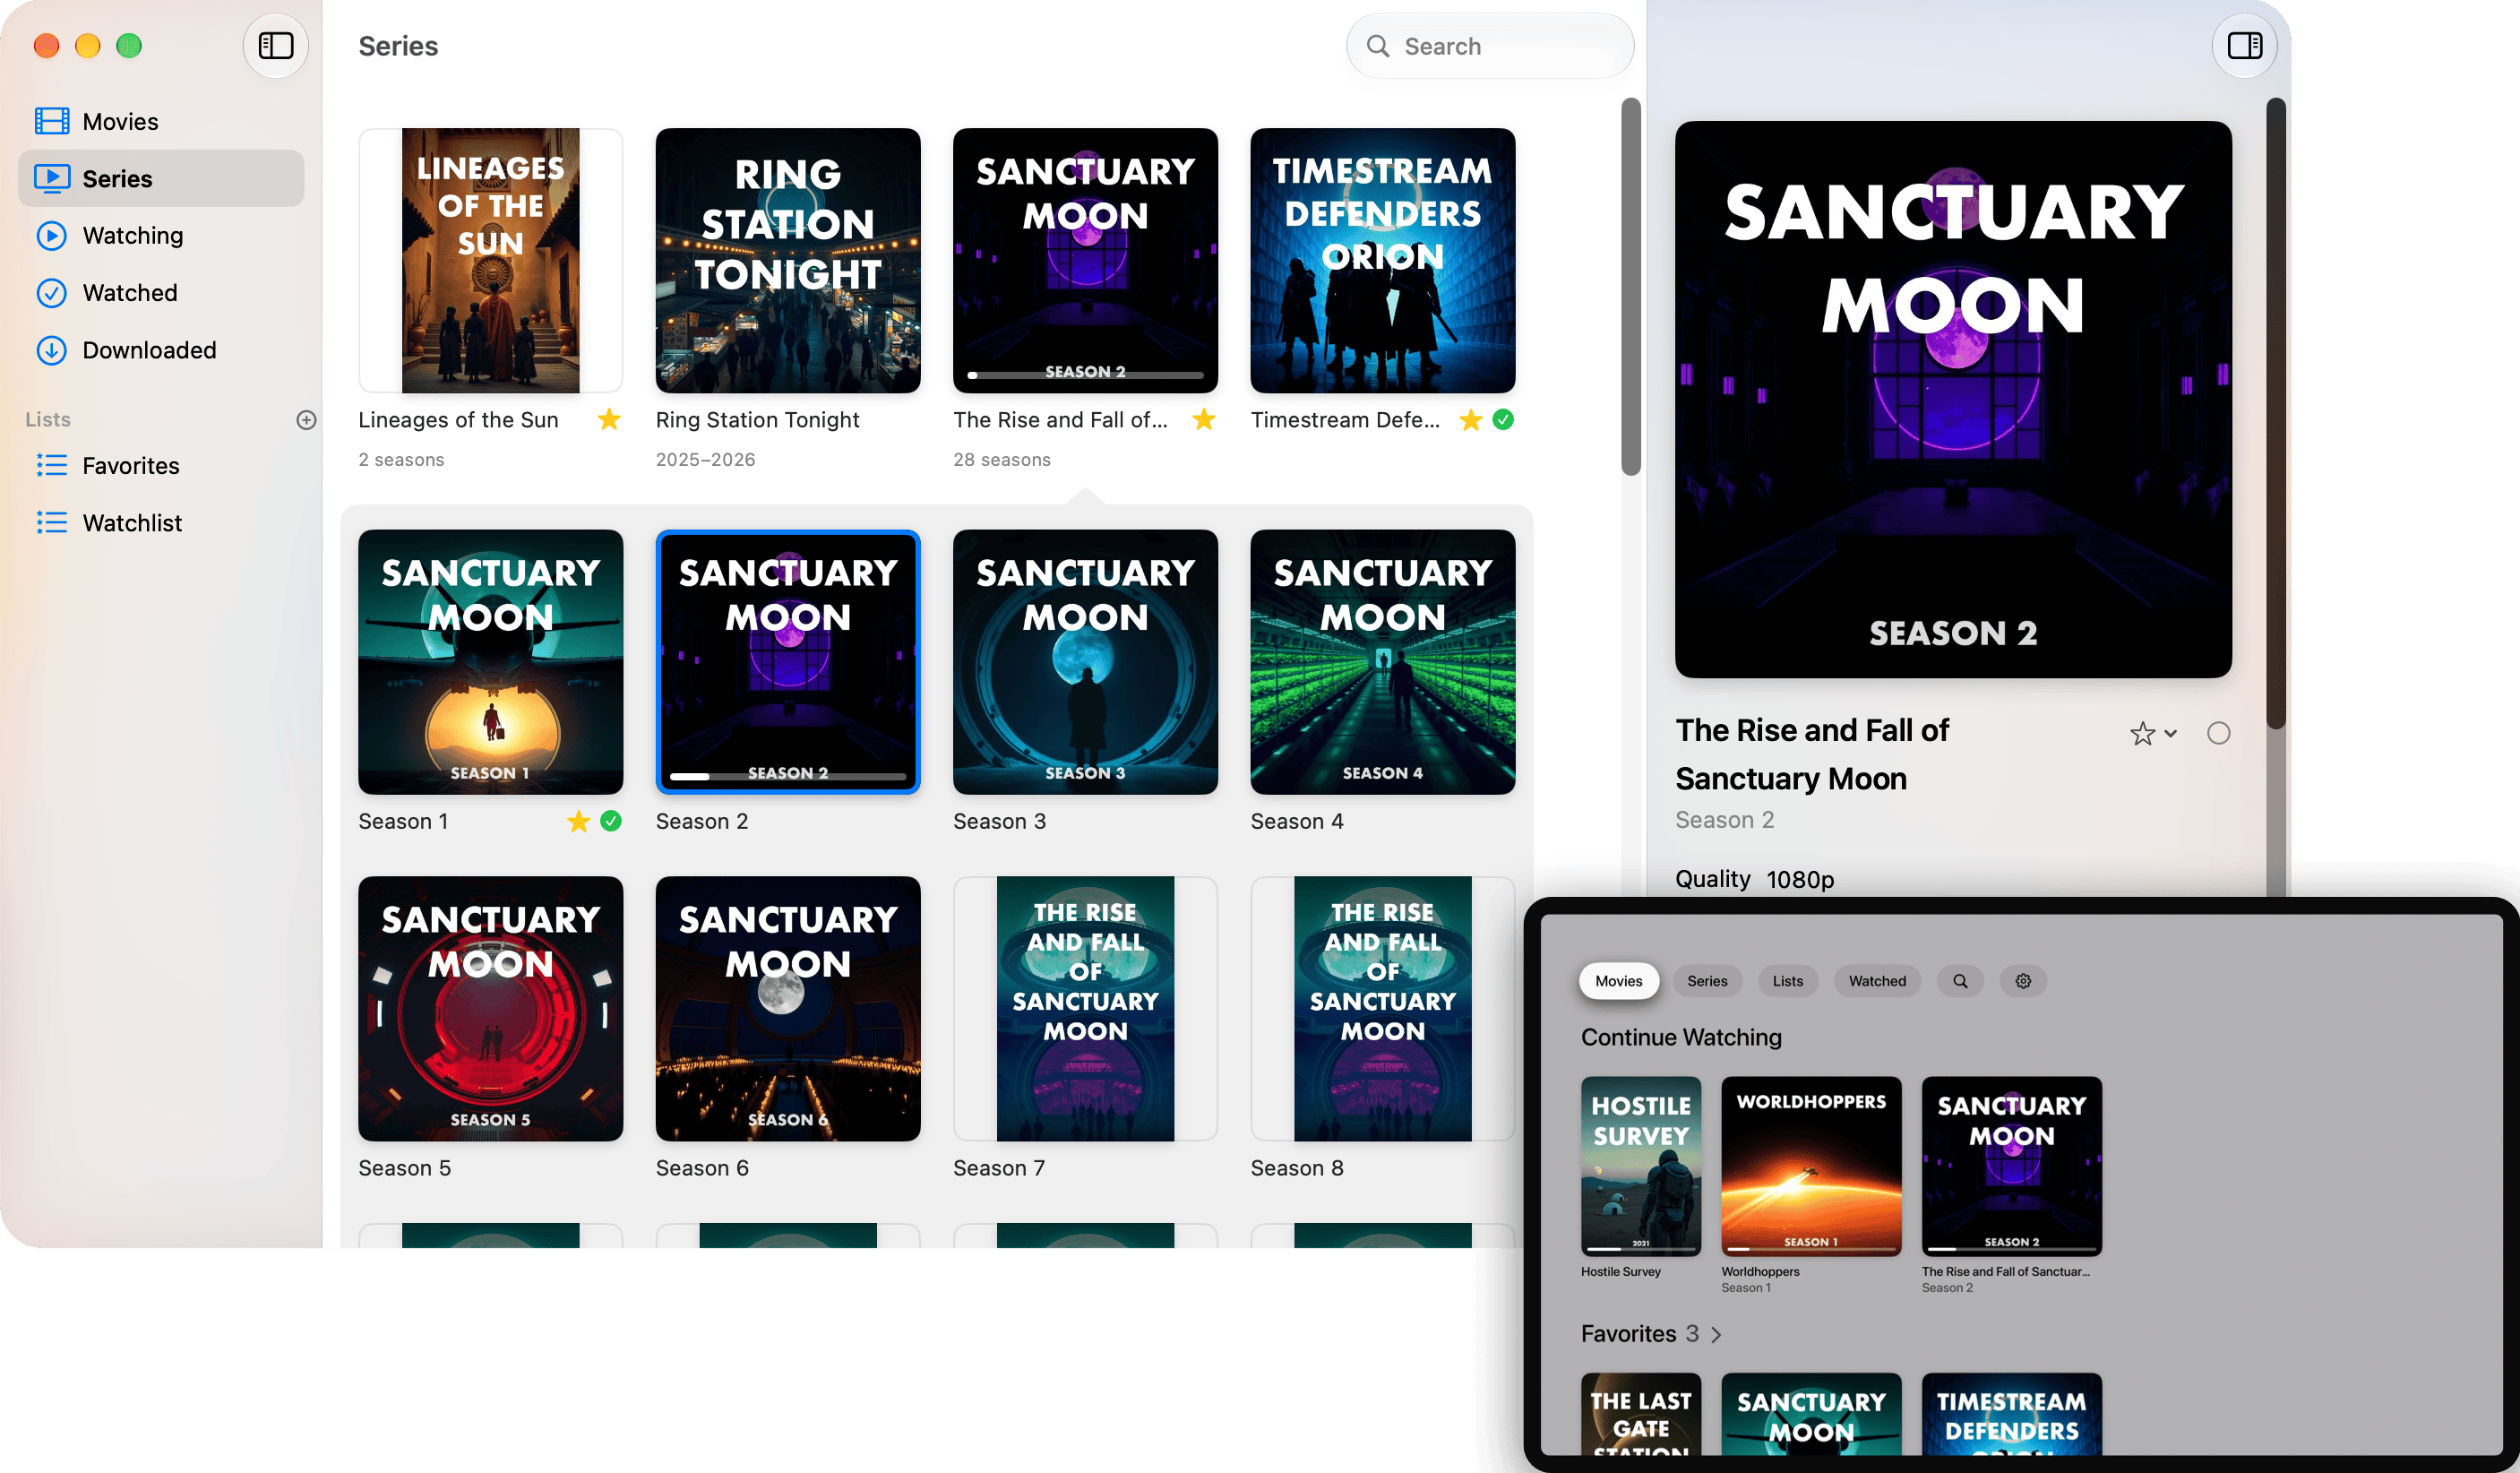 Series
Search
Movies
Series
Watching
Watched
Downloaded
Lists
Favorites
Watchlist
LINEAGES
OF THE
SUN
Lineages of the Sun
2 seasons
RING
STATION
TONIGHT
Ring Station Tonight
2025–2026
SANCTUARY
MOON
SEASON 2
The Rise and Fall of...
28 seasons
TIMESTREAM
DEFENDERS
ORION
Timestream Defe...
SANCTUARY
MOON
SEASON 1
Season 1
SANCTUARY
MOON
SEASON 2
Season 2
SANCTUARY
MOON
SEASON 3
Season 3
SANCTUARY
MOON
SEASON 4
Season 4
SANCTUARY
MOON
SEASON 5
Season 5
SANCTUARY
MOON
SEASON 6
Season 6
THE RISE
AND FALL
OF
SANCTUARY
MOON
Season 7
THE RISE
AND FALL
OF
SANCTUARY
MOON
Season 8
SANCTUARY
MOON
SEASON 2
The Rise and Fall of
Sanctuary Moon
Season 2
Quality 1080p
Movies Series Lists Watched
Continue Watching
HOSTILE
SURVEY
2021
Hostile Survey
WORLDHOPPERS
SEASON 1
Worldhoppers
Season 1
SANCTUARY
MOON
SEASON 2
The Rise and Fall of Sanctuar...
Season 2
Favorites 3
THE LAST
GATE
STATION
SANCTUARY
MOON
TIMESTREAM
DEFENDERS
ORION